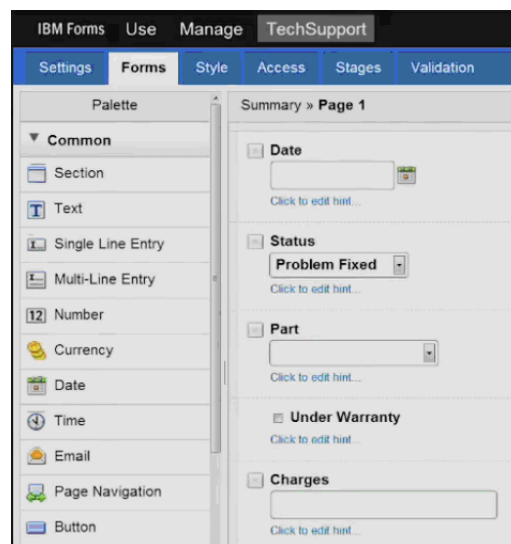 IBM Forms Use Manage TechSupport
Settings Forms Style Access Stages Validation
Palette
Common
Section
Text
Single Line Entry
Multi-Line Entry
12 Number
Currency
Date
Time
Email
Page Navigation
Button
Summary » Page 1
Date
Click to edit hint...
Status
Problem Fixed
Click to edit hint...
Part
Click to edit hint...
Under Warranty
Click to edit hint...
Charges
Click to edit hint...